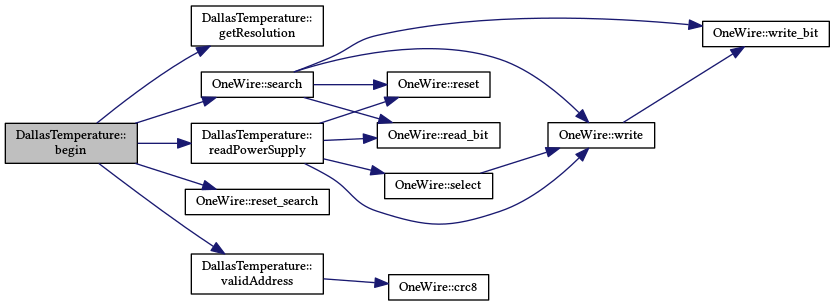 DallasTemperature::
begin
DallasTemperature::
getResolution
OneWire::search
DallasTemperature::
readPowerSupply
OneWire::reset_search
DallasTemperature::
validAddress
OneWire::reset
OneWire::read_bit
OneWire::select
OneWire::crc8
OneWire::write
OneWire::write_bit